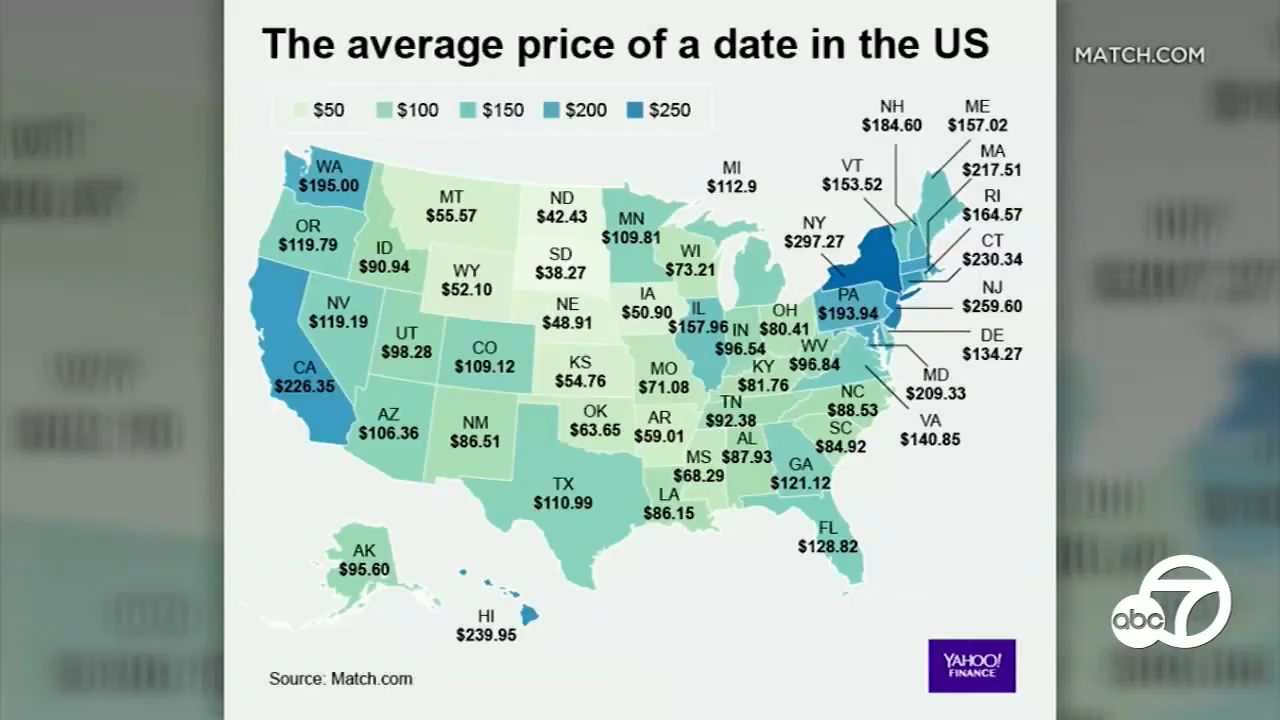 The average price of a date in the US
MATCH.COM
$50 $100 $150 $200 $250
NH
$184.60
ME
$157.02
MA
$217.51
VT
$153.52
RI
$164.57
CT
$230.34
NJ
$259.60
DE
$134.27
MD
$209.33
VA
$140.85
NY
$297.27
MI
$112.9
WA
$195.00
MT
$55.57
ND
$42.43
MN
$109.81
OR
$119.79
ID
$90.94
SD
$38.27
WI
$73.21
WY
$52.10
NE
$48.91
IA
$50.90
IL
$157.96
IN
$96.54
OH
$80.41
PA
$193.94
NV
$119.19
UT
$98.28
CO
$109.12
KS
$54.76
MO
$71.08
KY
$81.76
WV
$96.84
CA
$226.35
AZ
$106.36
NM
$86.51
OK
$63.65
AR
$59.01
TN
$92.38
NC
$88.53
SC
$84.92
MS
$68.29
AL
$87.93
GA
$121.12
TX
$110.99
LA
$86.15
FL
$128.82
AK
$95.60
HI
$239.95
Source: Match.com
YAHOO!
FINANCE
abc 7